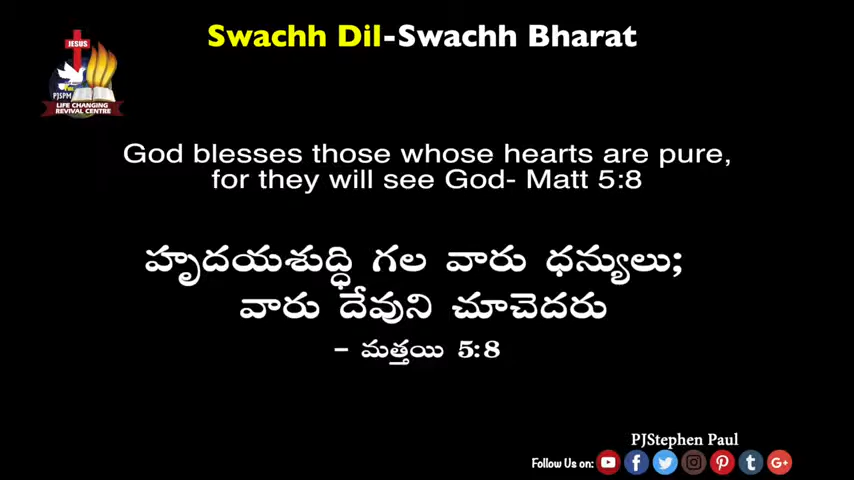 Swachh Dil-Swachh Bharat
JESUS
PJSPM
LIFE CHANGING
REVIVAL CENTRE
God blesses those whose hearts are pure,
for they will see God- Matt 5:8
హృదయశుద్ధి గల వారు ధన్యులు;
వారు దేవుని చూచెదరు
- మత్తయి 5:8
PJStephen Paul
Follow Us on: